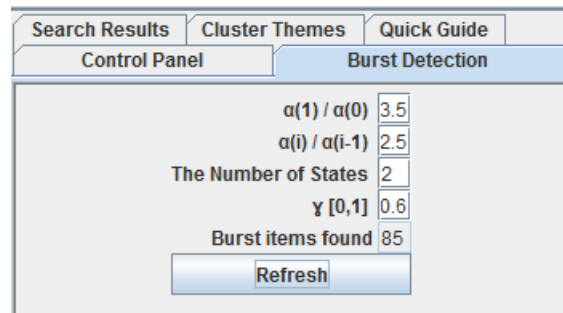 Search Results Cluster Themes Quick Guide
Control Panel Burst Detection
α(1) / α(0) 3.5
α(i) / α(i-1) 2.5
The Number of States 2
ɣ [0,1] 0.6
Burst items found 85
Refresh